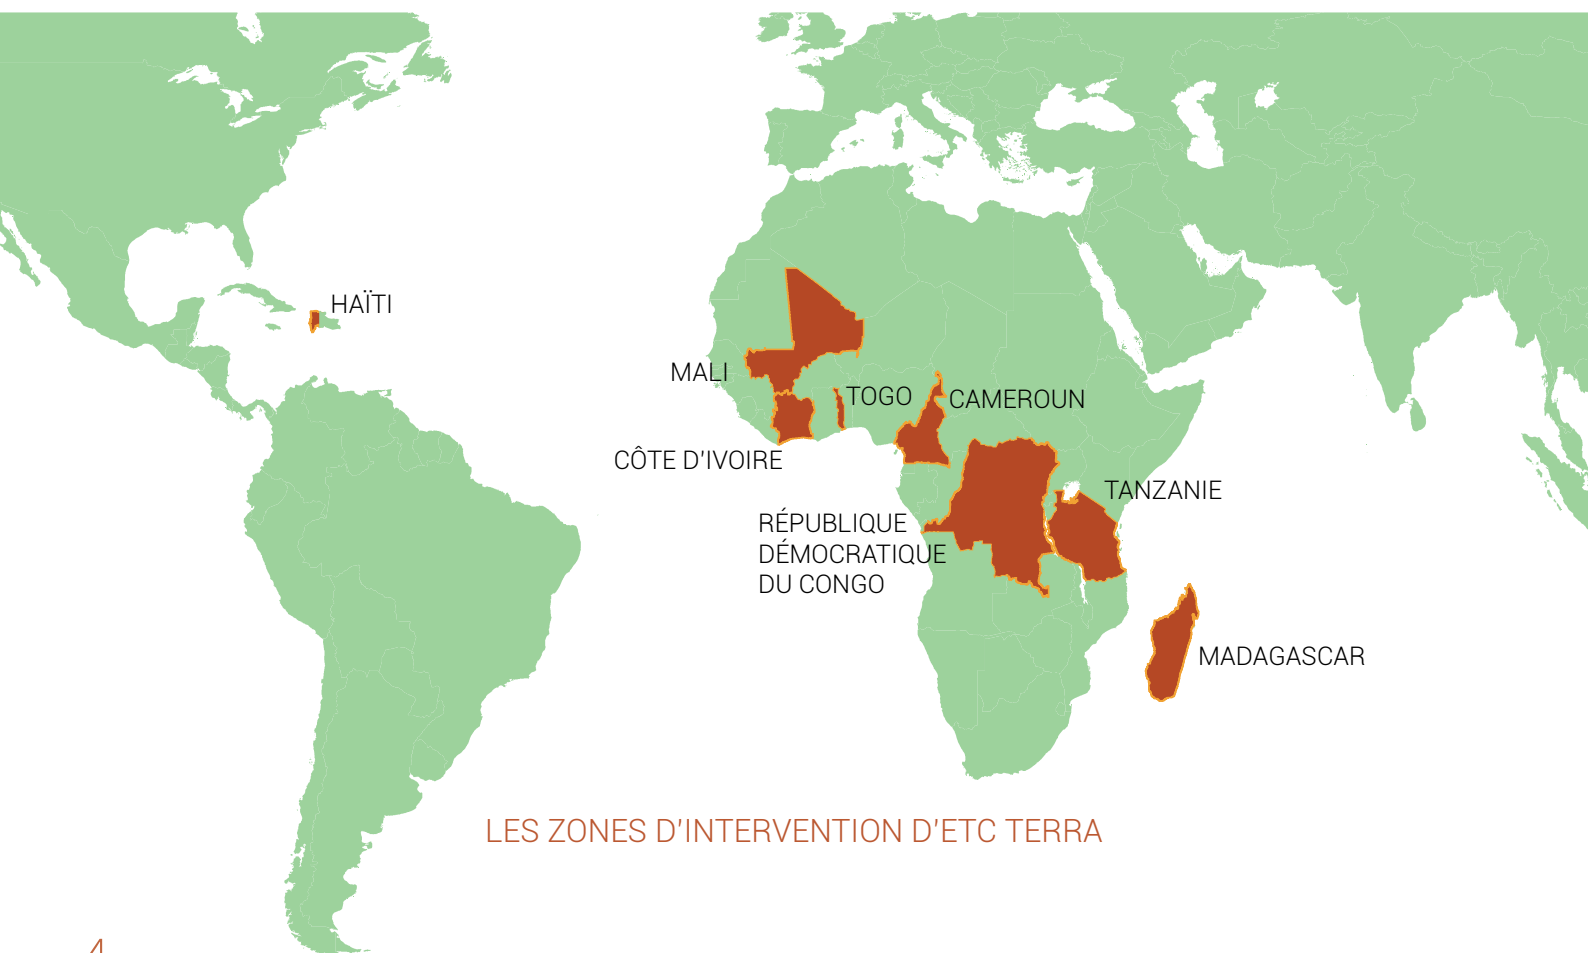 HAÏTI
MALI
TOGO
CAMEROUN
CÔTE D'IVOIRE
TANZANIE
RÉPUBLIQUE
DÉMOCRATIQUE
DU CONGO
MADAGASCAR
LES ZONES D'INTERVENTION D'ETC TERRA
4